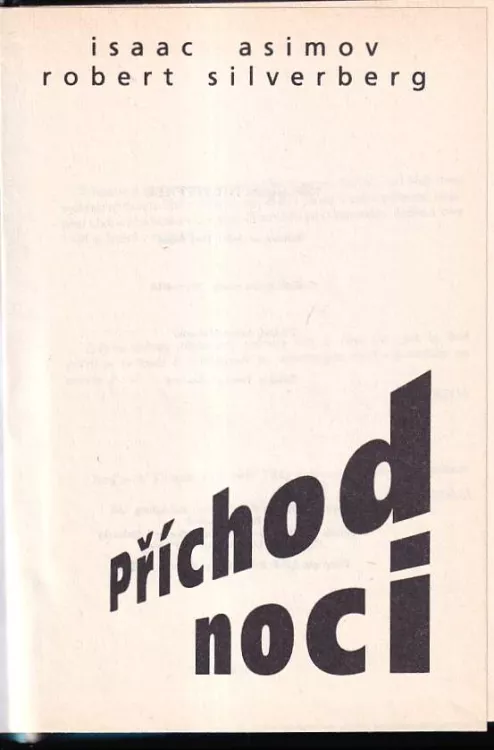 isaac asimov
robert silverberg
příchod
noci